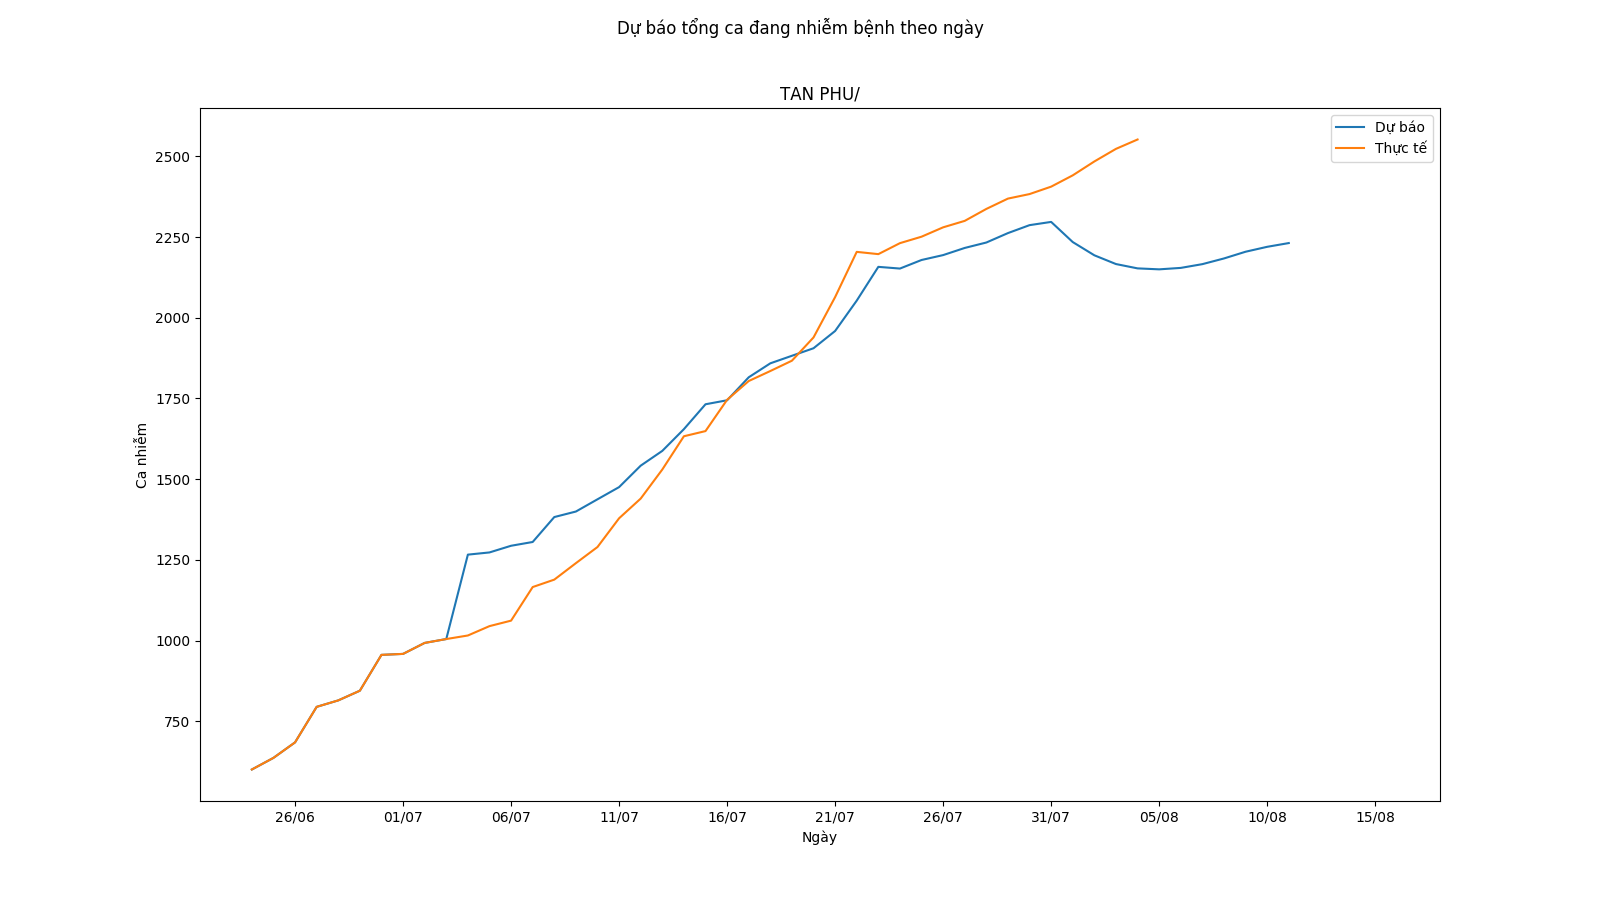 Dự báo tổng ca đang nhiễm bệnh theo ngày
TAN PHU/
Dự báo
Thực tế
2500
2250
2000
1750
1500
1250
1000
750
Ca nhiễm
26/06 01/07 06/07 11/07 16/07 21/07 26/07 31/07 05/08 10/08 15/08
Ngày